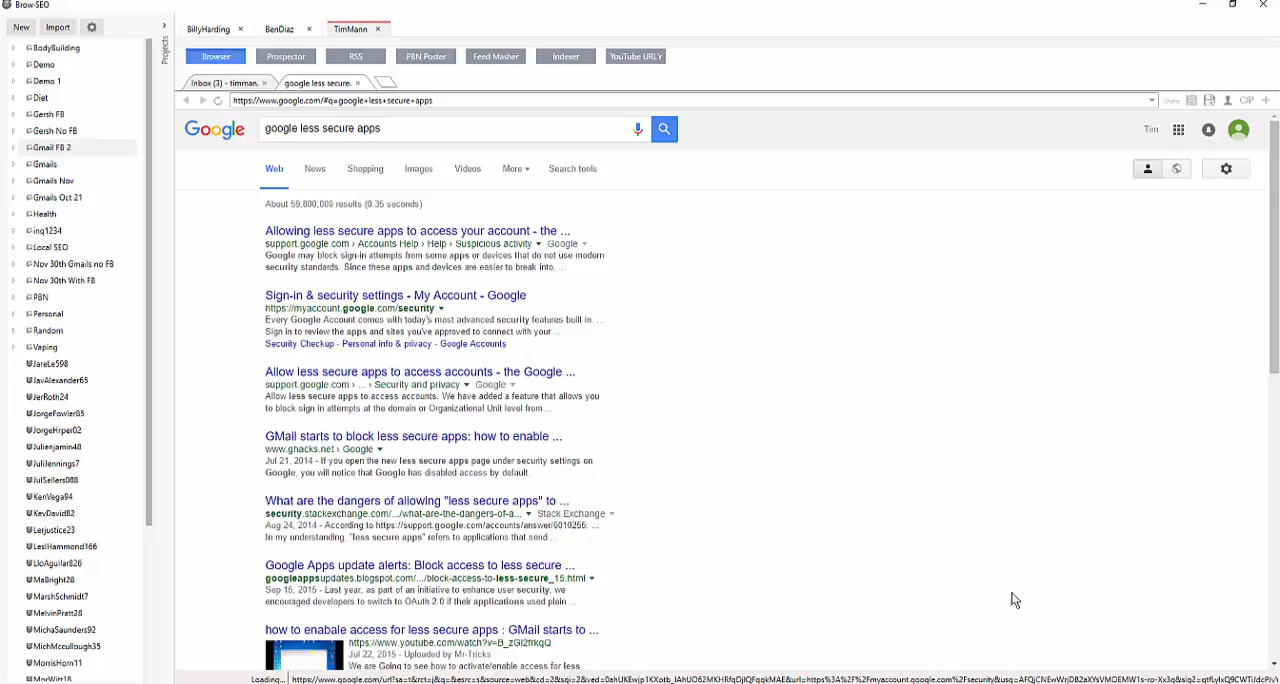 Brow-SEO
New Import
Projects
BodyBuilding
Demo
Demo 1
Diet
Gersh FB
Gersh No FB
Gmail FB 2
Gmails
Gmails Nov
Gmails Oct 21
Health
inq1234
Local SEO
Nov 30th Gmails no FB
Nov 30th With FB
PBN
Personal
Random
Vaping
JareLe598
JavAlexander65
JerRoth24
JorgeFowler85
JorgeHrper02
Julienjamin48
JuliJennings7
JulSellers088
KenVega94
KevDavid82
Lerjustice23
LeslHammond166
LloAguilar826
MaBright28
MarshSchmidt7
MelvinPratt28
MichaSaunders92
MichMccullough35
MorrisHorn11
BillyHarding × BenDiaz × TimMann ×
Browser Prospector RSS PBN Poster Feed Masher Indexer YouTube URL'r
Inbox (3) - timman. × google less secure. ×
https://www.google.com/#q=google+less+secure+apps
Share C/P +
Google google less secure apps Tim
Web News Shopping Images Videos More Search tools
About 59,800,000 results (0.35 seconds)
Allowing less secure apps to access your account - the ...
support.google.com › Accounts Help › Help › Suspicious activity Google
Google may block sign-in attempts from some apps or devices that do not use modern
security standards. Since these apps and devices are easier to break into, ...
Sign-in & security settings - My Account - Google
https://myaccount.google.com/security
Every Google Account comes with today's most advanced security features built in. ...
Sign in to review the apps and sites you've approved to connect with your ...
Security Checkup - Personal info & privacy - Google Accounts
Allow less secure apps to access accounts - the Google ...
support.google.com › ... › Security and privacy Google
Allow less secure apps to access accounts. We have added a feature that allows you
to block sign in attempts at the domain or Organizational Unit level from ...
GMail starts to block less secure apps: how to enable ...
www.ghacks.net › Google
Jul 21, 2014 - If you open the new less secure apps page under security settings on
Google, you will notice that Google has disabled access by default.
What are the dangers of allowing "less secure apps" to ...
security.stackexchange.com/.../what-are-the-dangers-of-a... Stack Exchange
Aug 24, 2014 - According to https://support.google.com/accounts/answer/6010255: ...
In my understanding, "less secure apps" refers to applications that send ...
Google Apps update alerts: Block access to less secure ...
googleappsupdates.blogspot.com/.../block-access-to-less-secure_15.html
Sep 15, 2015 - Last year, as part of an initiative to enhance user security, we
encouraged developers to switch to OAuth 2.0 if their applications used plain ...
how to enabale access for less secure apps : GMail starts to ...
https://www.youtube.com/watch?v=B_zGl2frkqQ
Jul 22, 2015 - Uploaded by Mr-Tricks
We are Going to see how to activate/enable access for less
Loading...